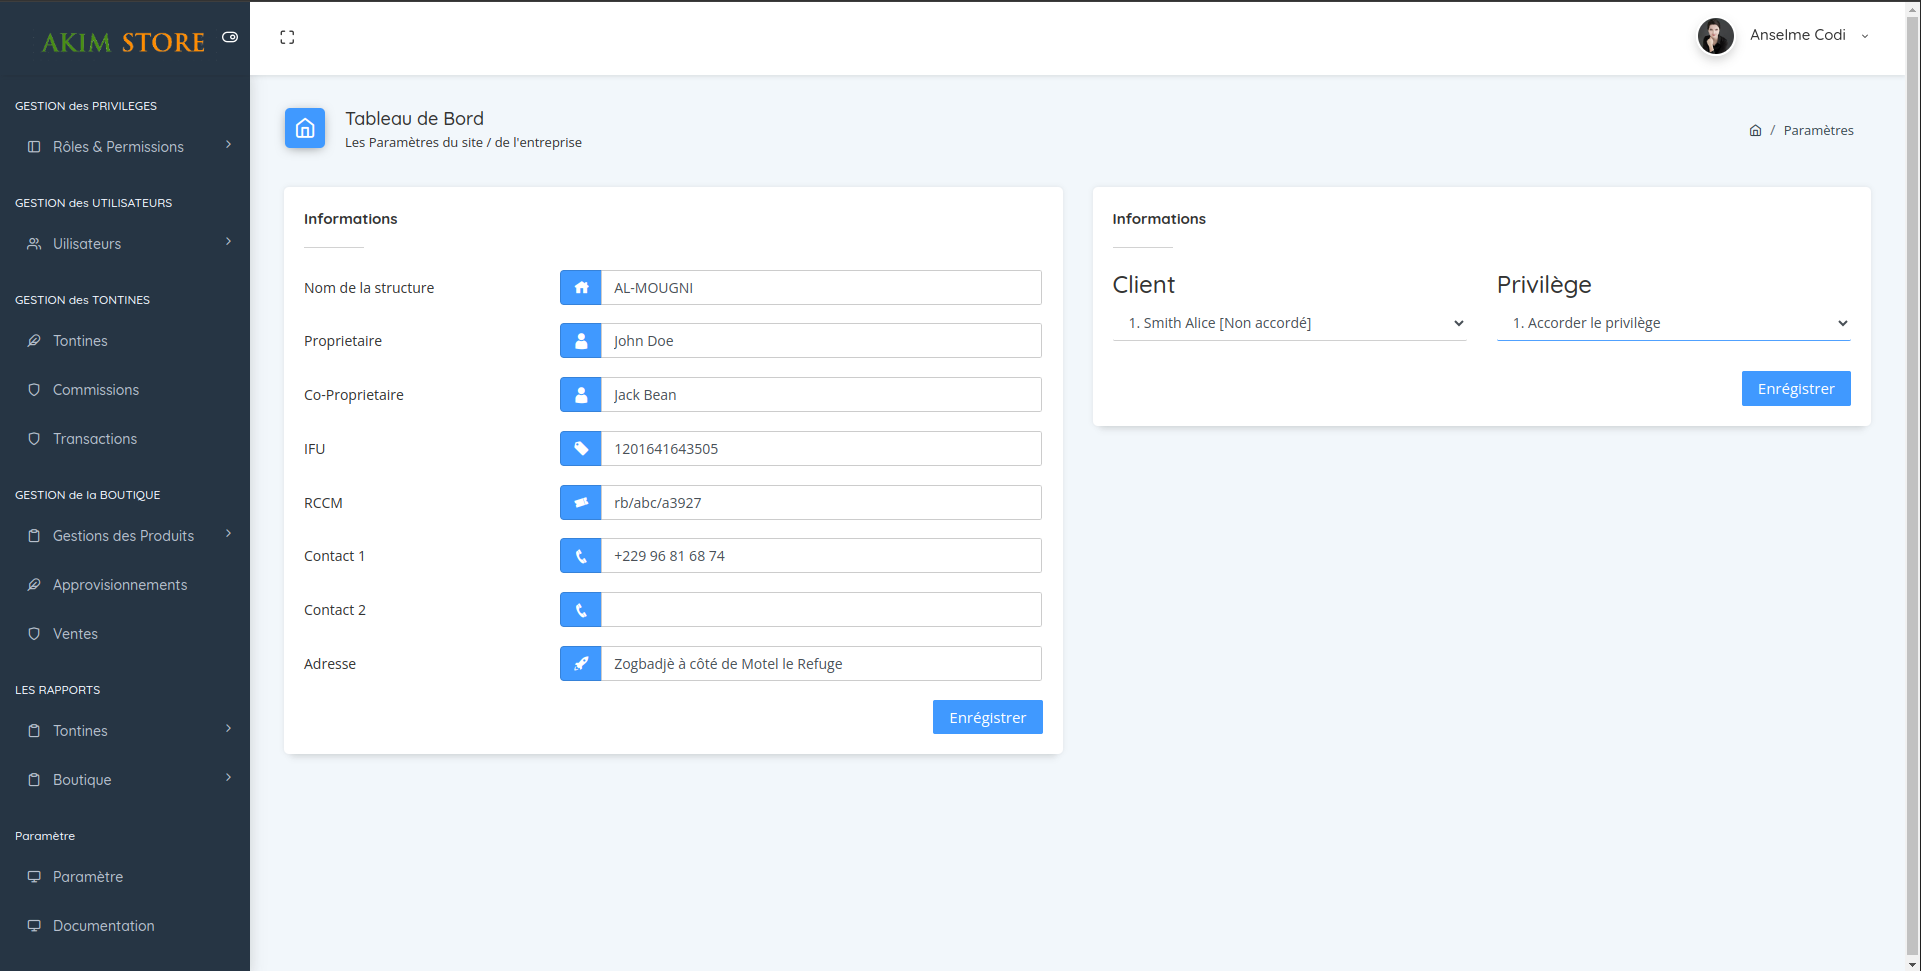 AKIM STORE
Anselme Codi
GESTION des PRIVILEGES
Rôles & Permissions
GESTION des UTILISATEURS
Uilisateurs
GESTION des TONTINES
Tontines
Commissions
Transactions
GESTION de la BOUTIQUE
Gestions des Produits
Approvisionnements
Ventes
LES RAPPORTS
Tontines
Boutique
Paramètre
Paramètre
Documentation
Tableau de Bord
Les Paramètres du site / de l'entreprise
/ Paramètres
Informations
Nom de la structure AL-MOUGNI
Proprietaire John Doe
Co-Proprietaire Jack Bean
IFU 1201641643505
RCCM rb/abc/a3927
Contact 1 +229 96 81 68 74
Contact 2
Adresse Zogbadjè à côté de Motel le Refuge
Enrégistrer
Informations
Client Privilège
1. Smith Alice [Non accordé] 1. Accorder le privilège
Enrégistrer